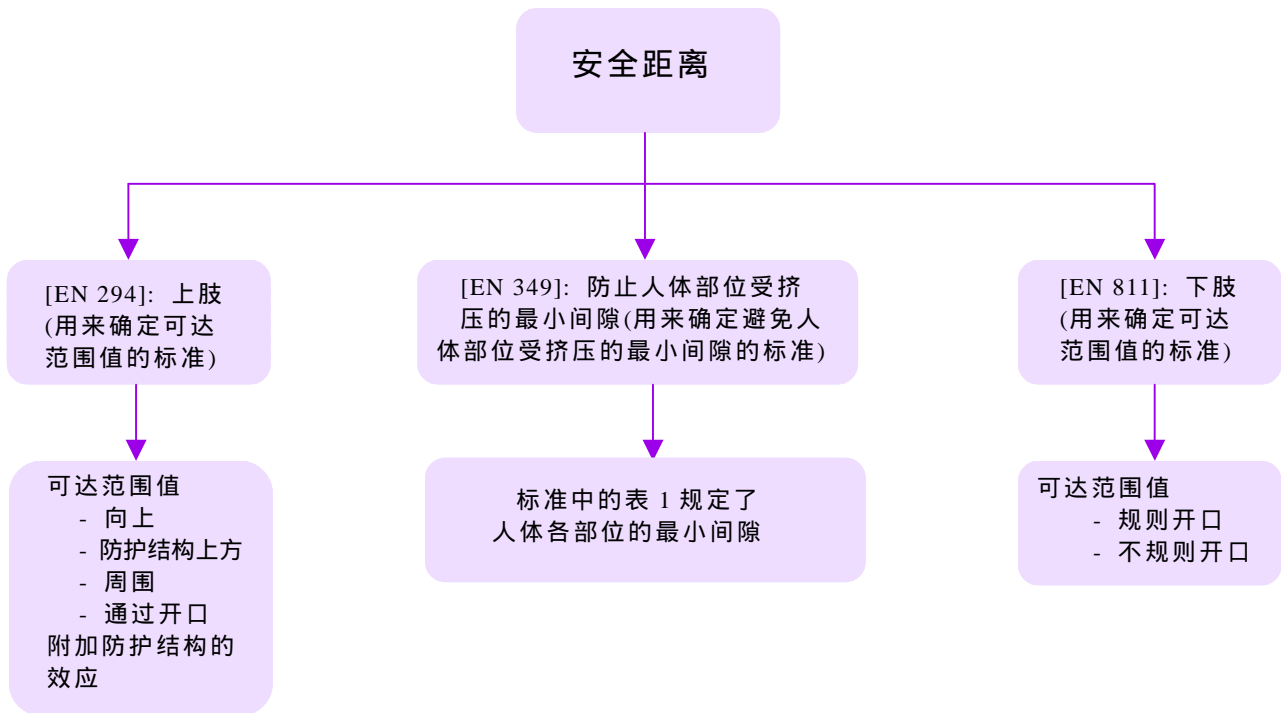 安全距离
[EN 294]: 上肢
(用来确定可达
范围值的标准)
[EN 349]: 防止人体部位受挤
压的最小间隙(用来确定避免人
体部位受挤压的最小间隙的标准)
[EN 811]: 下肢
(用来确定可达
范围值的标准)
可达范围值
- 向上
- 防护结构上方
- 周围
- 通过开口
附加防护结构的
效应
标准中的表 1 规定了
人体各部位的最小间隙
可达范围值
- 规则开口
- 不规则开口